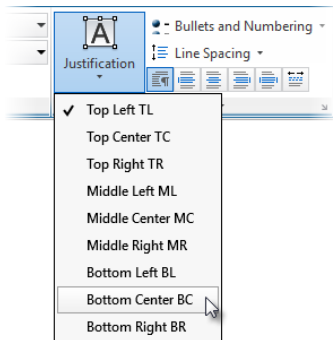 A
Bullets and Numbering
Line Spacing
Justification
Top Left TL
Top Center TC
Top Right TR
Middle Left ML
Middle Center MC
Middle Right MR
Bottom Left BL
Bottom Center BC
Bottom Right BR